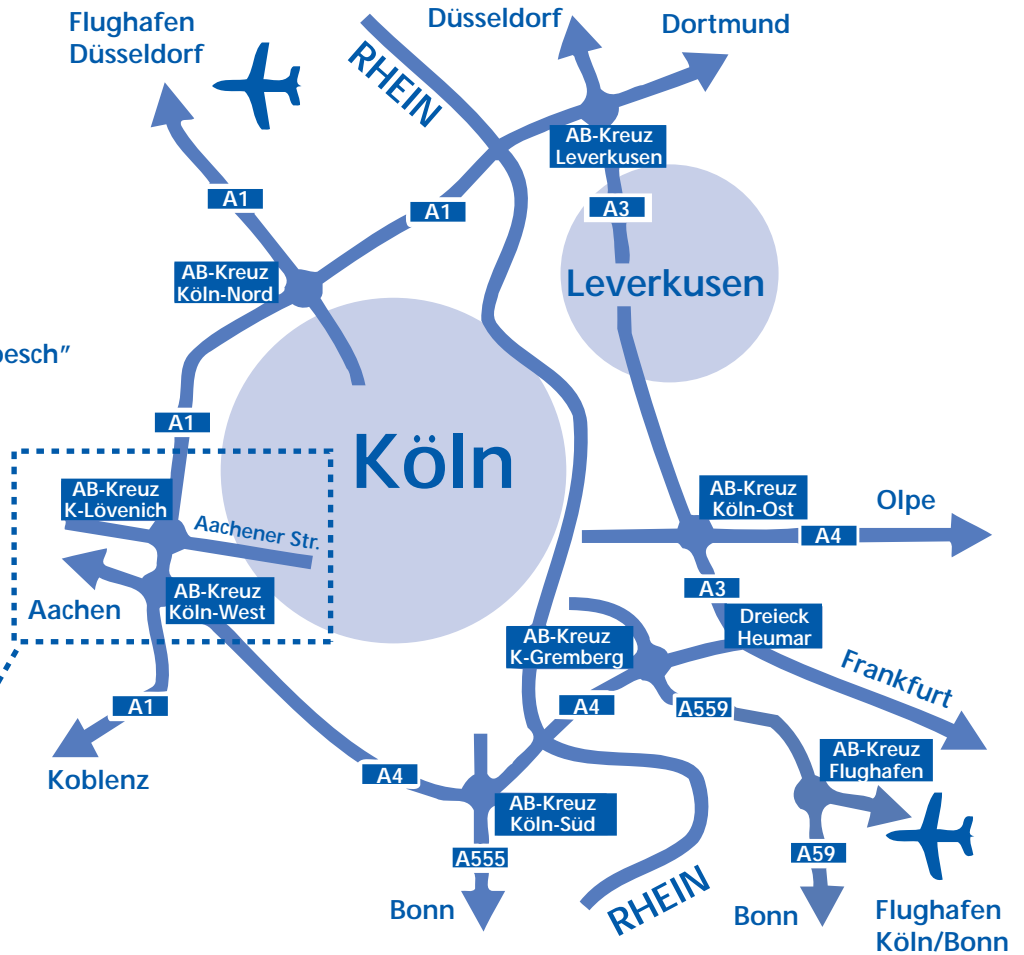 Flughafen
Düsseldorf
Düsseldorf
Dortmund
RHEIN
AB-Kreuz
Leverkusen
A1
A1
A3
AB-Kreuz
Köln-Nord
Leverkusen
A1
Köln
AB-Kreuz
K-Lövenich
Aachener Str.
AB-Kreuz
Köln-Ost
Olpe
A4
Aachen
AB-Kreuz
Köln-West
A3
Dreieck
Heumar
AB-Kreuz
K-Gremberg
Frankfurt
A1
A4
A559
Koblenz
A4
AB-Kreuz
Flughafen
AB-Kreuz
Köln-Süd
A555
A59
RHEIN
Bonn
Bonn
Flughafen
Köln/Bonn